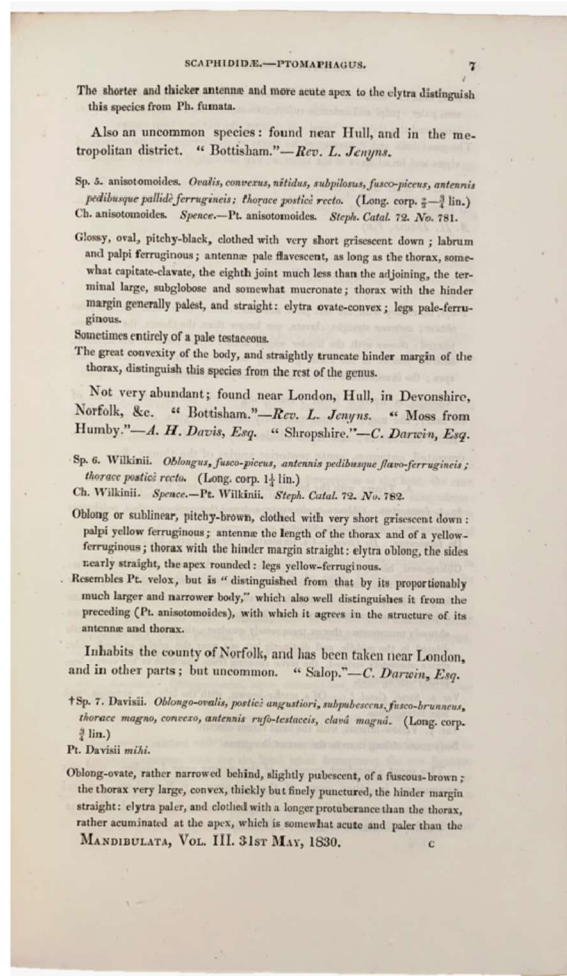 SCAPHIDIDÆ.—PTOMAPHAGUS. 7
The shorter and thicker antennæ and more acute apex to the elytra distinguish
this species from Ph. fumata.
Also an uncommon species: found near Hull, and in the me-
tropolitan district. “ Bottisham.”—Rev. L. Jenyns.
Sp. 5. anisotomoides. Ovalis, convexus, nitidus, subpilosus, fusco-piceus, antennis
pedibusque pallidè ferrugineis; thorace posticè recto. (Long. corp. — ¾ lin.)
Ch. anisotomoides. Spence.—Pt. anisotomoides. Steph. Catal. 72. No. 781.
Glossy, oval, pitchy-black, clothed with very short grisescent down ; labrum
and palpi ferruginous ; antennæ pale flavescent, as long as the thorax, some-
what capitate-clavate, the eighth joint much less than the adjoining, the ter-
minal large, subglobose and somewhat mucronate ; thorax with the hinder
margin generally palest, and straight: elytra ovate-convex ; legs pale-ferru-
ginous.
Sometimes entirely of a pale testaceous.
The great convexity of the body, and straightly truncate hinder margin of the
thorax, distinguish this species from the rest of the genus.
Not very abundant; found near London, Hull, in Devonshire,
Norfolk, &c. “ Bottisham.”—Rev. L. Jenyns. “ Moss from
Humby.”—A. H. Davis, Esq. “ Shropshire.”—C. Darwin, Esq.
Sp. 6. Wilkinii. Oblongus, fusco-piceus, antennis pedibusque flavo-ferrugineis ;
thorace posticè recto. (Long. corp. 1¼ lin.)
Ch. Wilkinii. Spence.—Pt. Wilkinii. Steph. Catal. 72. No. 782.
Oblong or sublinear, pitchy-brown, clothed with very short grisescent down :
palpi yellow ferruginous ; antennæ the length of the thorax and of a yellow-
ferruginous ; thorax with the hinder margin straight: elytra oblong, the sides
nearly straight, the apex rounded : legs yellow-ferruginous.
Resembles Pt. velox, but is “ distinguished from that by its proportionably
much larger and narrower body,” which also well distinguishes it from the
preceding (Pt. anisotomoides), with which it agrees in the structure of its
antennæ and thorax.
Inhabits the county of Norfolk, and has been taken near London,
and in other parts ; but uncommon. “ Salop.”—C. Darwin, Esq.
†Sp. 7. Davisii. Oblongo-ovalis, posticè angustiori, subpubescens, fusco-brunneus,
thorace magno, convexo, antennis rufo-testaceis, clavâ magnâ. (Long. corp.
¾ lin.)
Pt. Davisii mihi.
Oblong-ovate, rather narrowed behind, slightly pubescent, of a fuscous-brown ;
the thorax very large, convex, thickly but finely punctured, the hinder margin
straight: elytra paler, and clothed with a longer protuberance than the thorax,
rather acuminated at the apex, which is somewhat acute and paler than the
MANDIBULATA, VOL. III. 31ST MAY, 1830. C